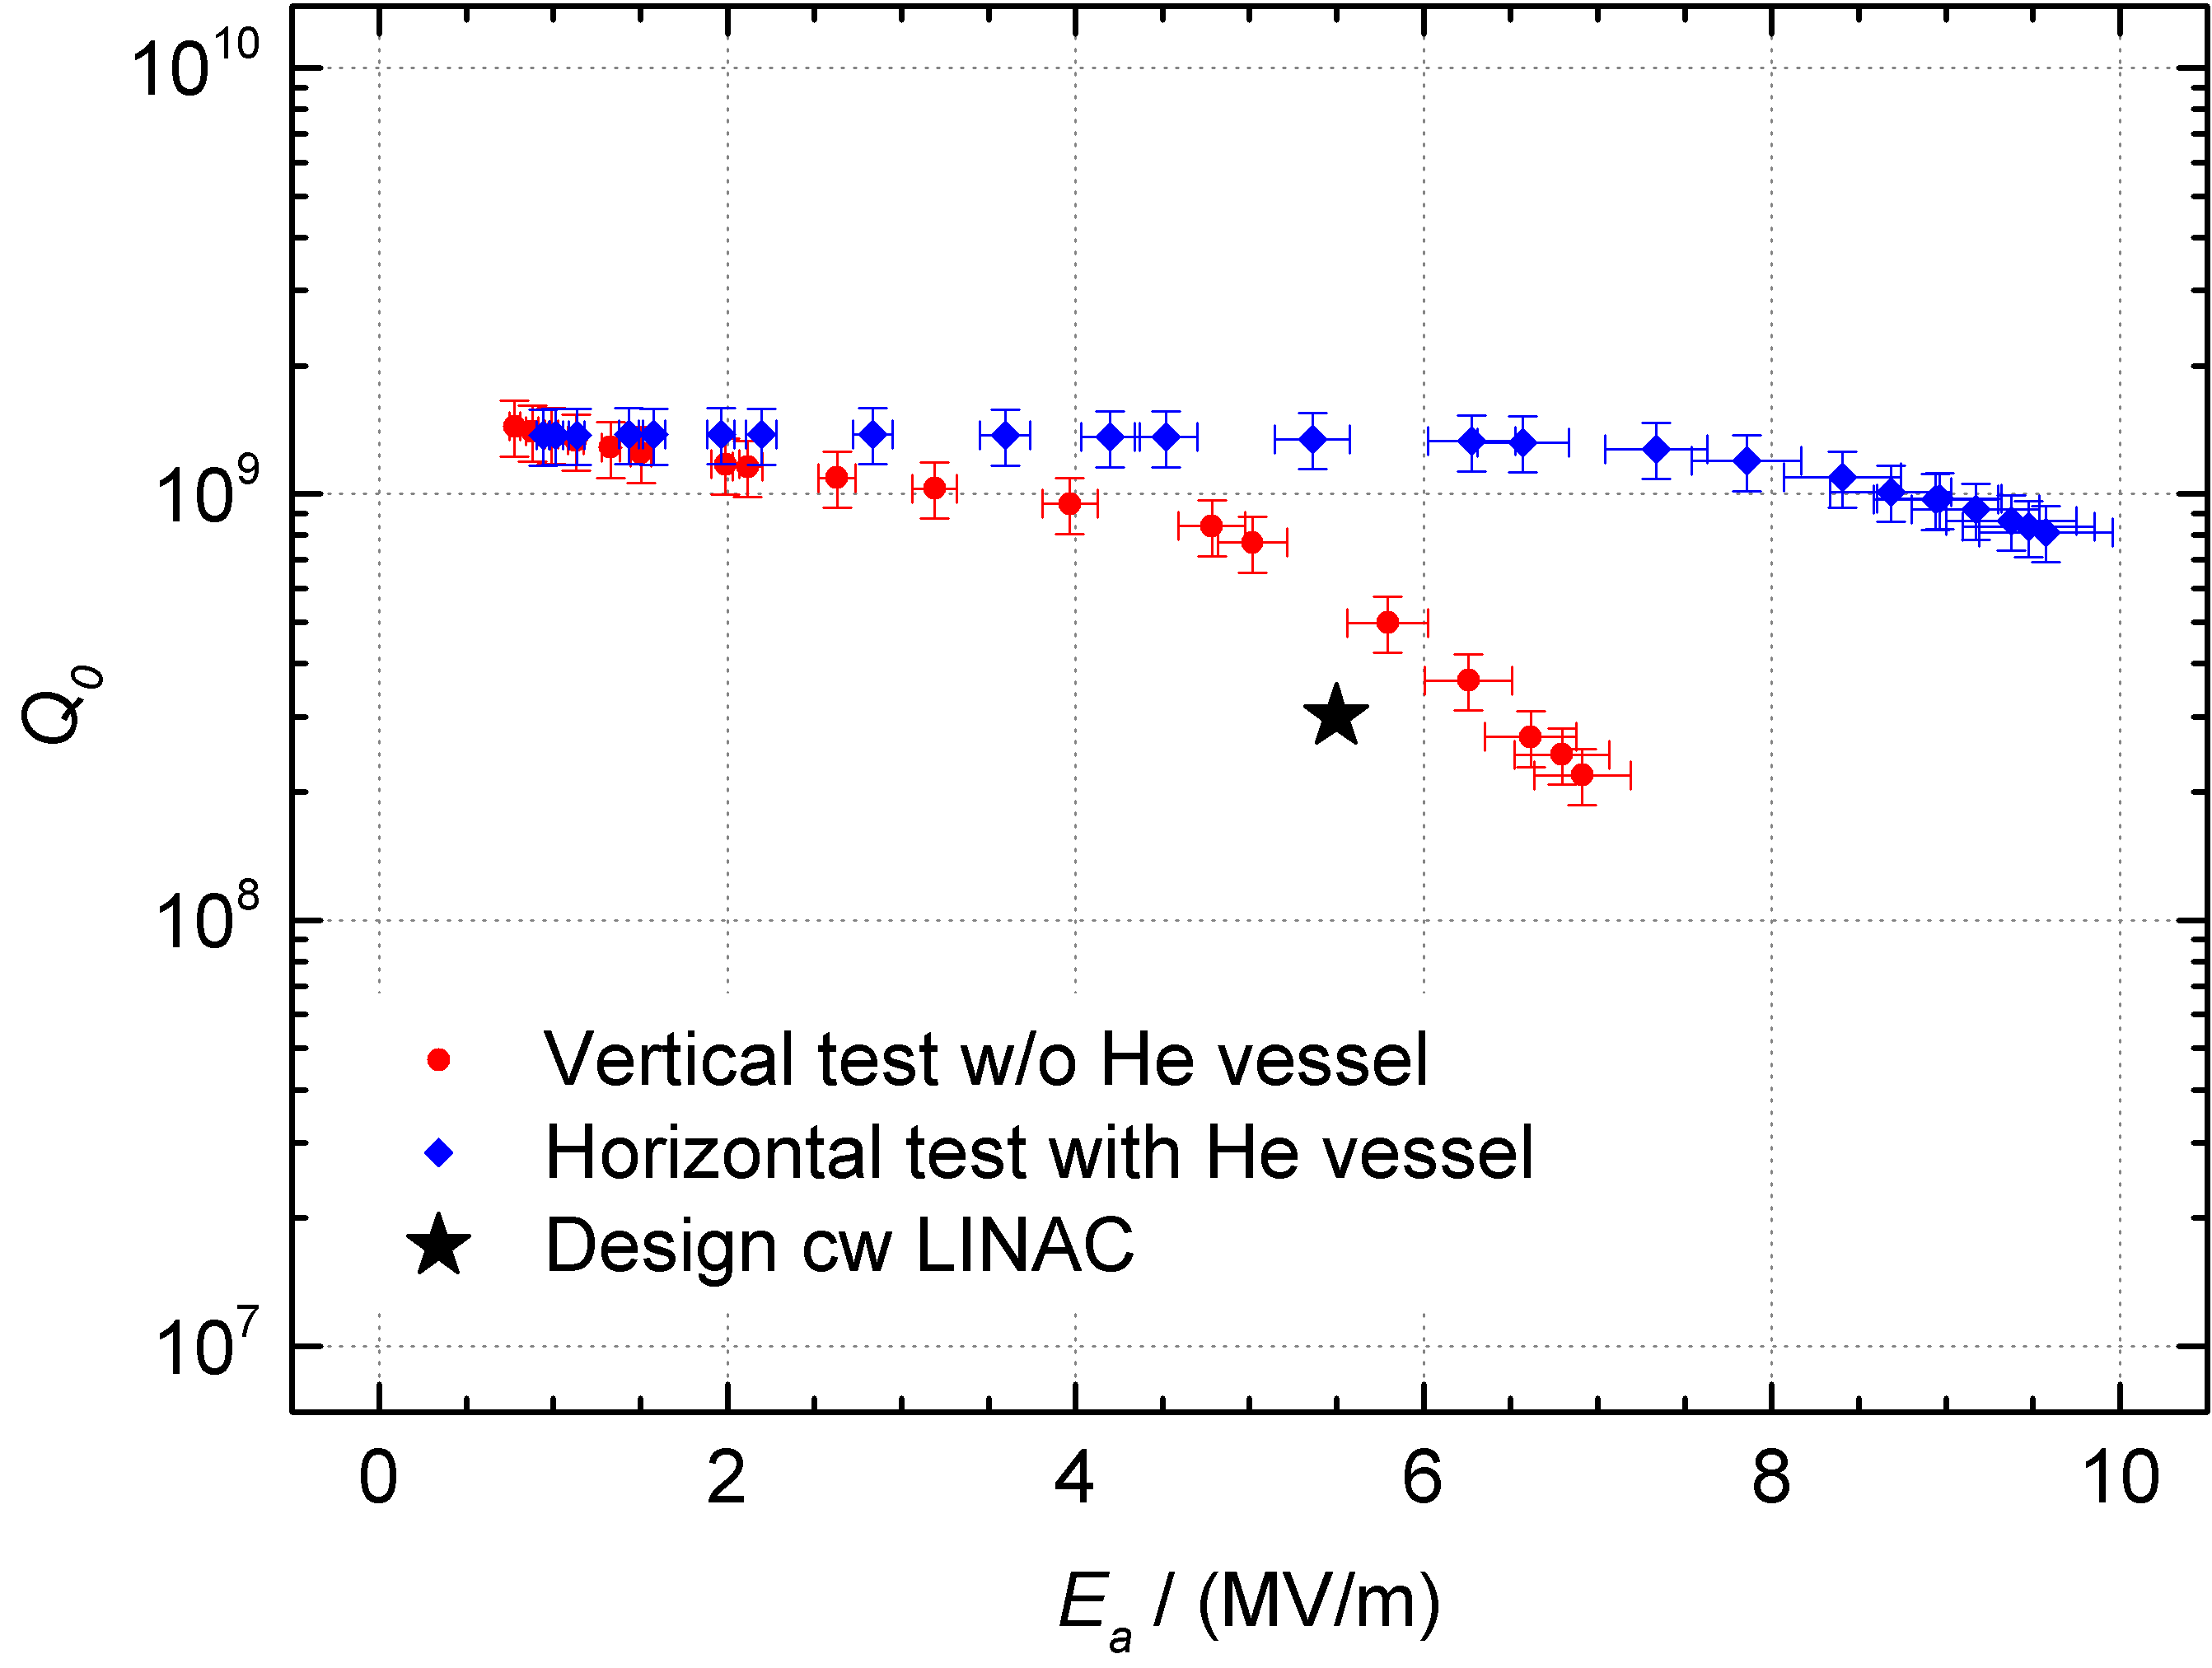 10^10
10^9
10^8
10^7
Q_0
Vertical test w/o He vessel
Horizontal test with He vessel
Design cw LINAC
0 2 4 6 8 10
E_a / (MV/m)